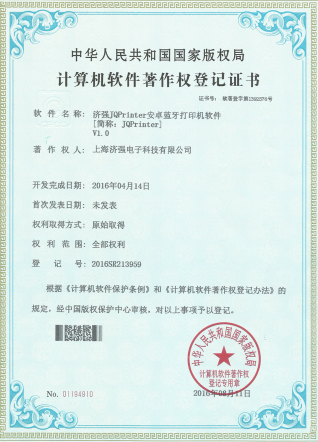 中华人民共和国国家版权局
计算机软件著作权登记证书
证书号： 软著登字第1392576号
软件名称： 济强JQPrinter安卓蓝牙打印机软件
[简称：JQPrinter]
V1.0
著作权人： 上海济强电子科技有限公司
开发完成日期： 2016年04月14日
首次发表日期： 未发表
权利取得方式： 原始取得
权利范围： 全部权利
登记号： 2016SR213959
根据《计算机软件保护条例》和《计算机软件著作权登记办法》的
规定，经中国版权保护中心审核，对以上事项予以登记。
中华人民共和国国家版权局
计算机软件著作权
登记专用章
No. 01194910
2016年08月11日